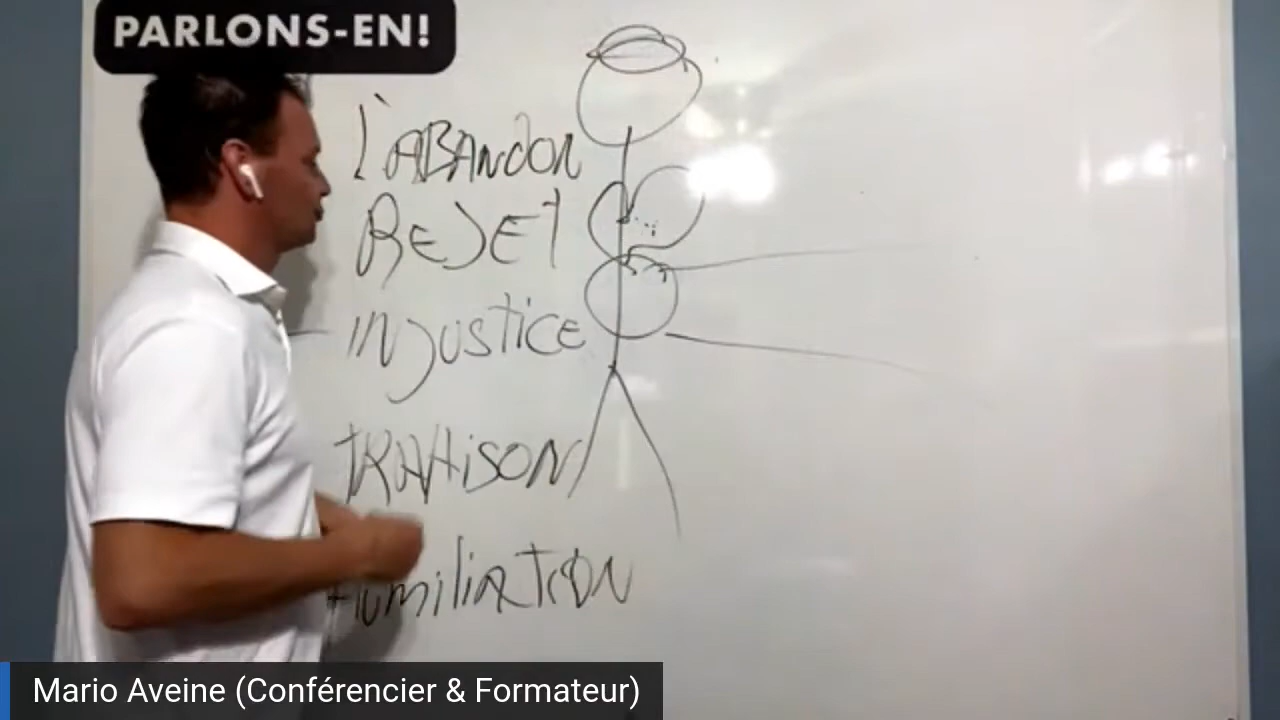 PARLONS-EN!
L'ABANDON
REJET
INJUSTICE
TRAHISON
HUMILIATION
Mario Aveine (Conférencier & Formateur)